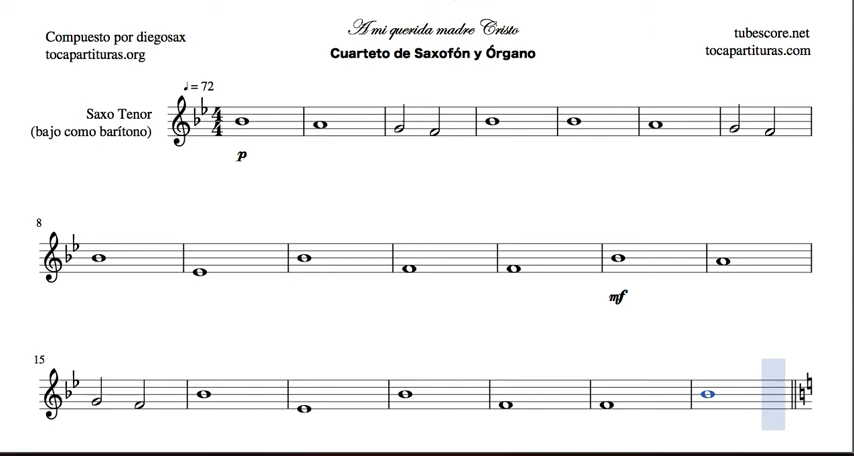 Compuesto por diegosax
tocapartituras.org
A mi querida madre Cristo
Cuarteto de Saxofón y Órgano
tubescore.net
tocapartituras.com
♩ = 72
Saxo Tenor
(bajo como barítono)
p
8
mf
15